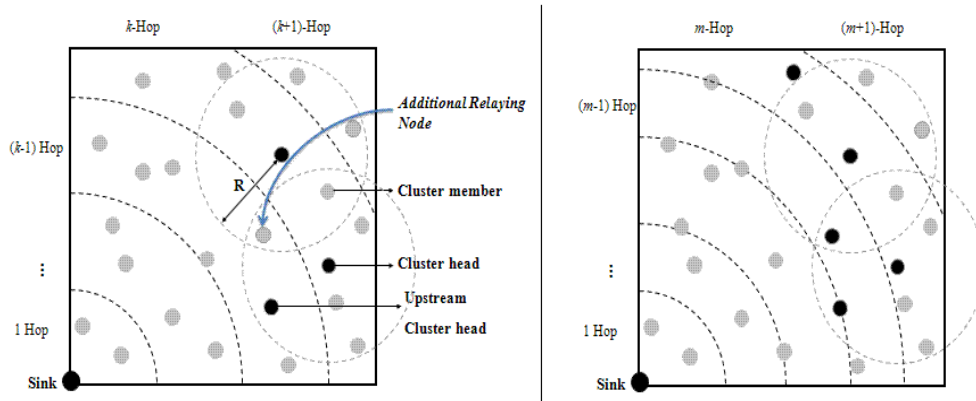 k-Hop
(k+1)-Hop
Additional Relaying
Node
(k-1) Hop
R
Cluster member
⋮
Cluster head
Upstream
Cluster head
1 Hop
Sink
m-Hop
(m+1)-Hop
(m-1) Hop
⋮
1 Hop
Sink